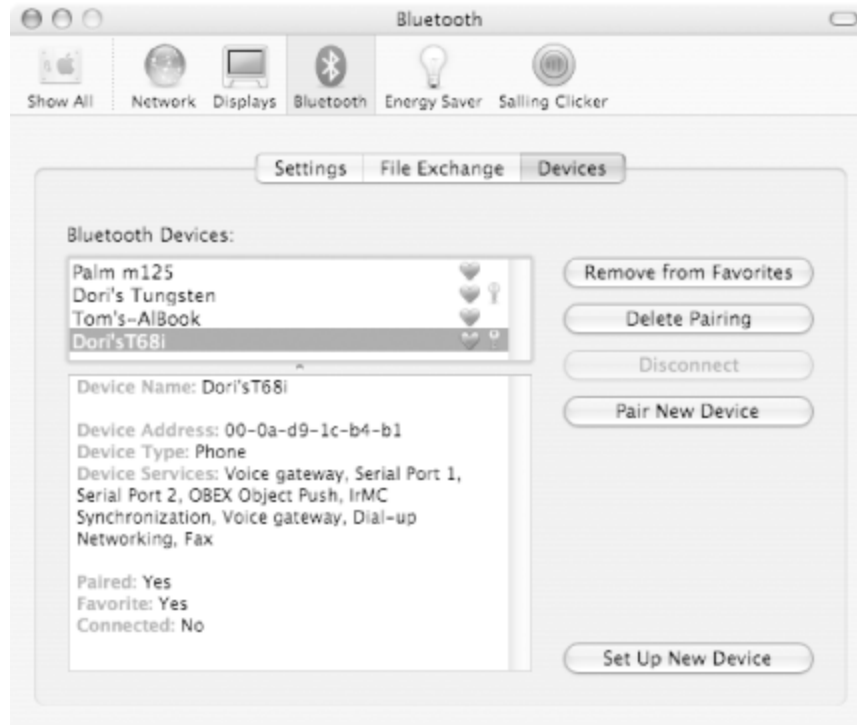 Bluetooth
Show All Network Displays Bluetooth Energy Saver Salling Clicker
Settings File Exchange Devices
Bluetooth Devices:
Palm m125
Dori's Tungsten
Tom's-AlBook
Dori'sT68i
Remove from Favorites
Delete Pairing
Disconnect
Pair New Device
Device Name: Dori'sT68i
Device Address: 00-0a-d9-1c-b4-b1
Device Type: Phone
Device Services: Voice gateway, Serial Port 1,
Serial Port 2, OBEX Object Push, IrMC
Synchronization, Voice gateway, Dial-up
Networking, Fax
Paired: Yes
Favorite: Yes
Connected: No
Set Up New Device